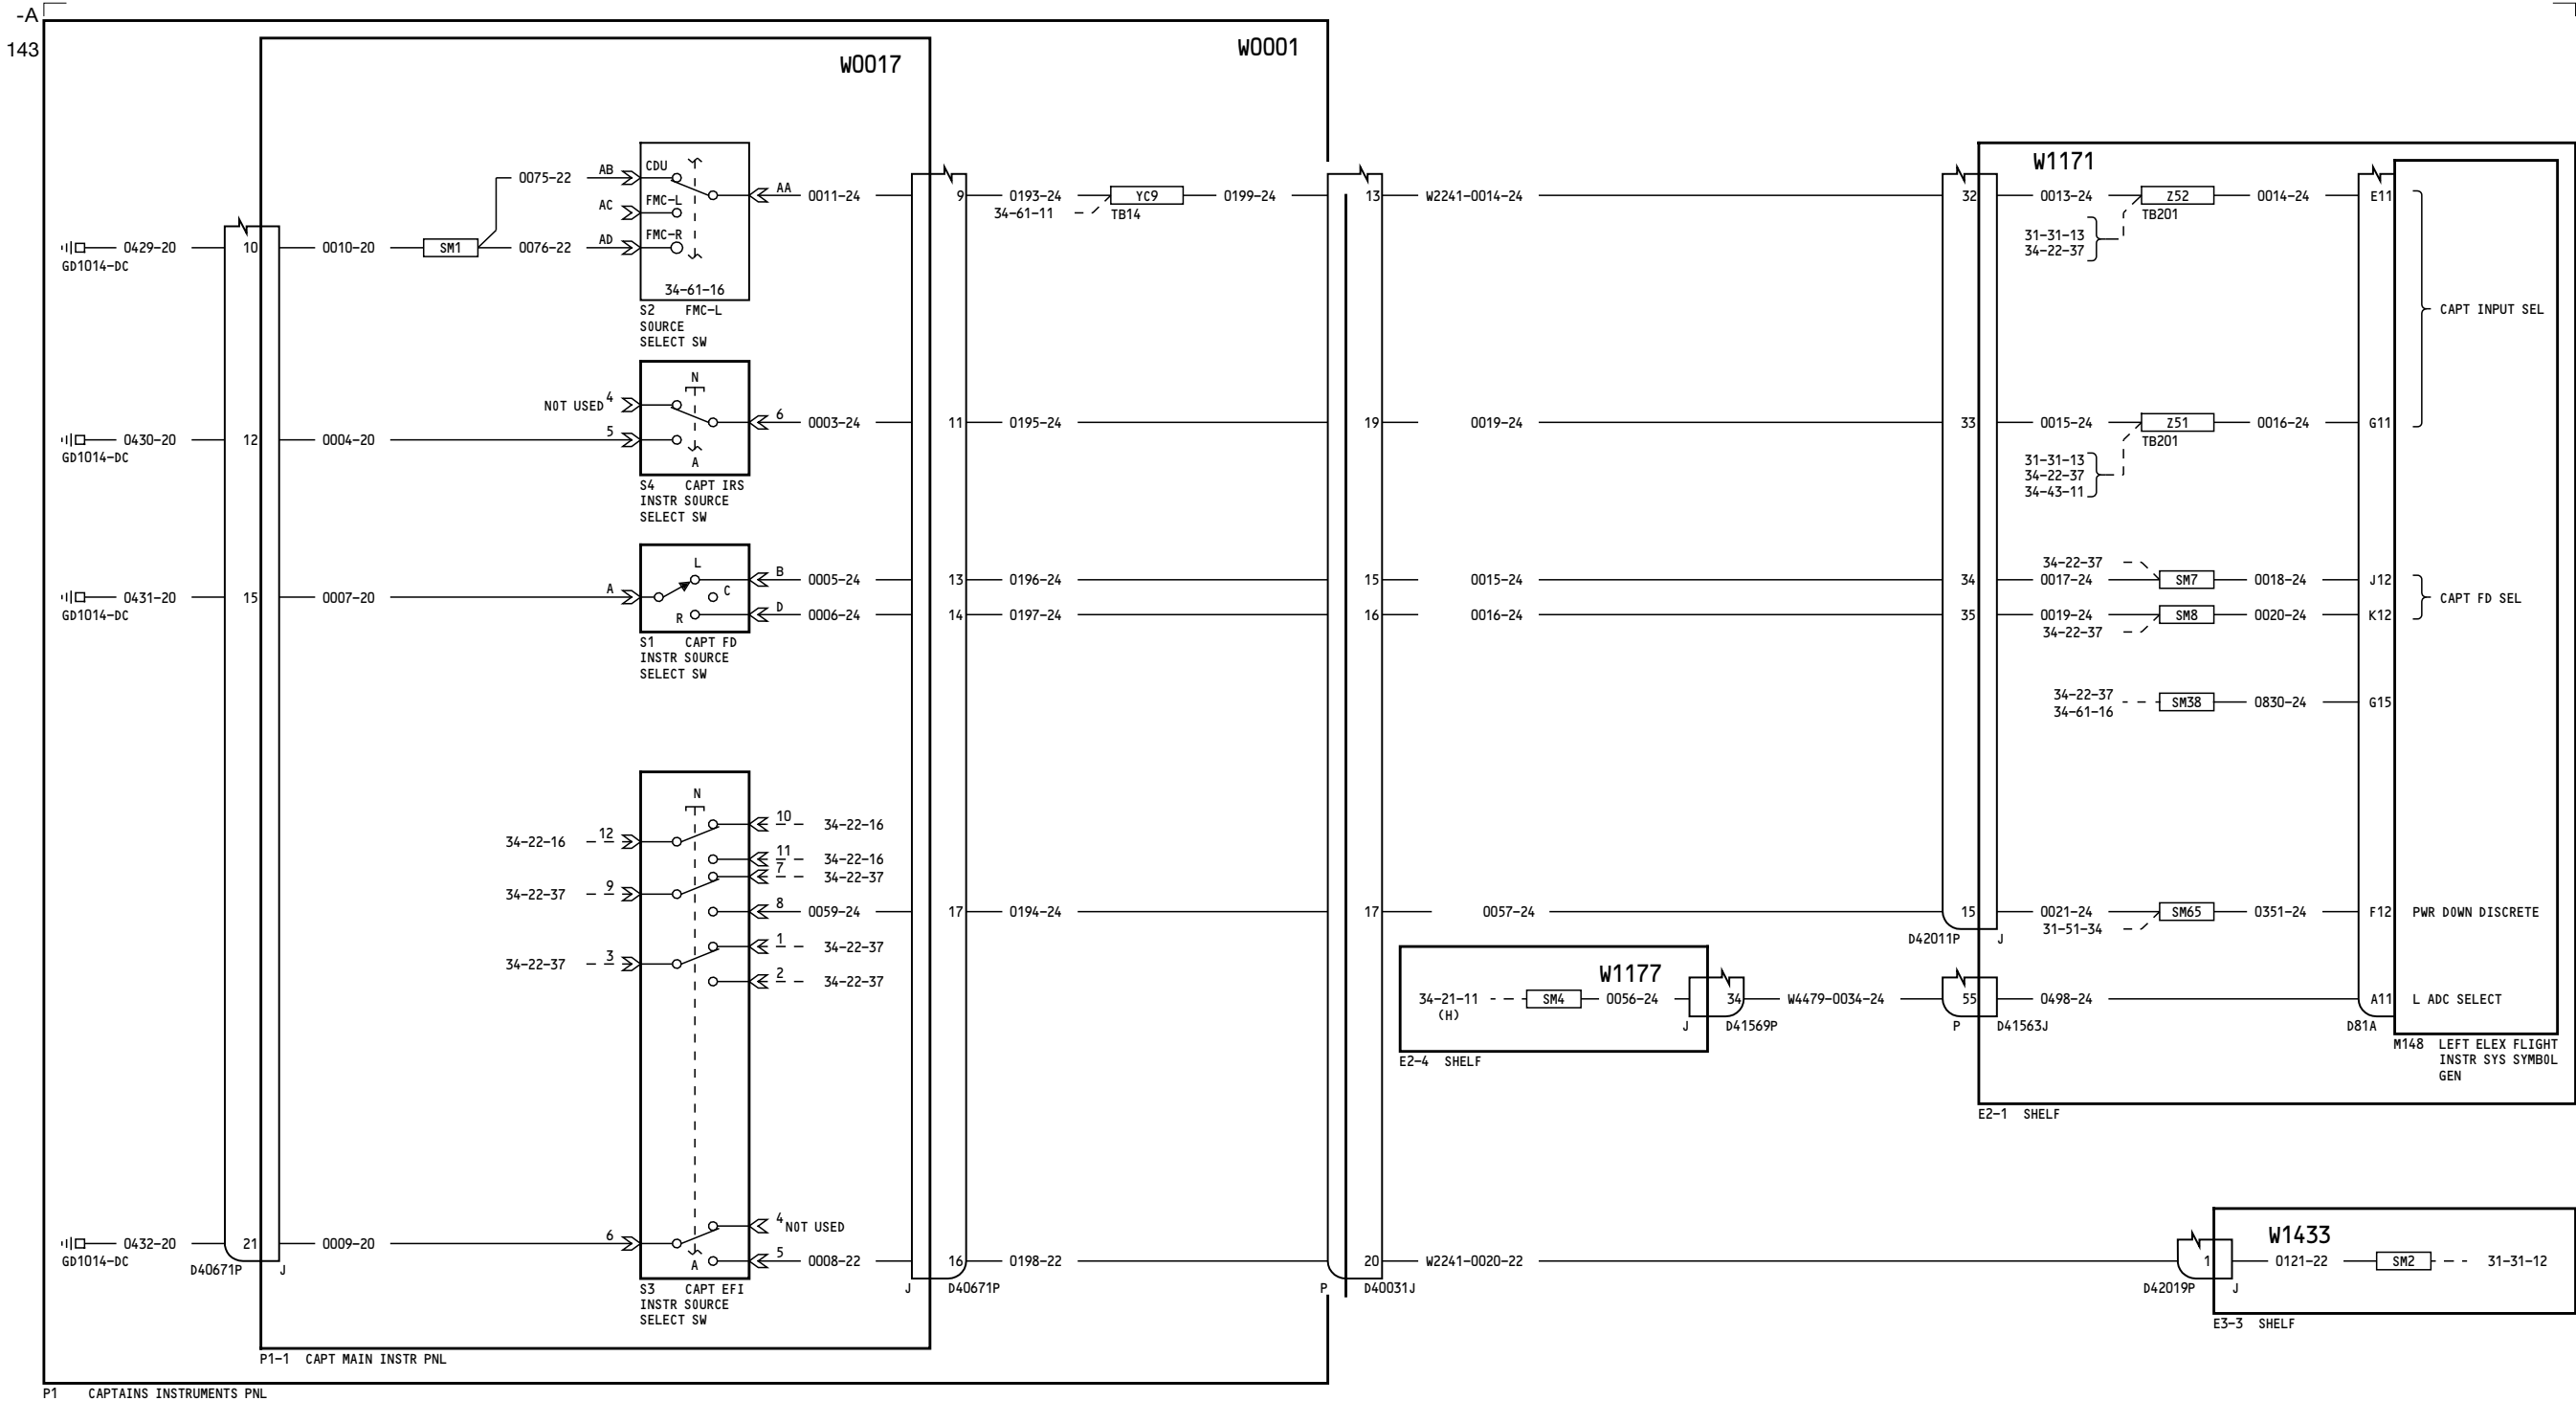 -A
143
W0017
W0001
W1171
0429-20
GD1014-DC
10
0010-20
SM1
0075-22
0076-22
AB
AC
AD
CDU
FMC-L
FMC-R
34-61-16
S2 FMC-L
SOURCE
SELECT SW
AA
0011-24
9
0193-24
34-61-11
YC9
TB14
0199-24
13
W2241-0014-24
32
0013-24
Z52
TB201
31-31-13
34-22-37
0014-24
E11
CAPT INPUT SEL
0430-20
GD1014-DC
12
0004-20
NOT USED 4
5
N
A
6
S4 CAPT IRS
INSTR SOURCE
SELECT SW
0003-24
11
0195-24
19
0019-24
33
0015-24
Z51
TB201
31-31-13
34-22-37
34-43-11
0016-24
G11
0431-20
GD1014-DC
15
0007-20
A
L
C
R
B
D
S1 CAPT FD
INSTR SOURCE
SELECT SW
0005-24
0006-24
13
14
0196-24
0197-24
15
16
0015-24
0016-24
34
35
34-22-37
0017-24
SM7
0018-24
J12
0019-24
34-22-37
SM8
0020-24
K12
CAPT FD SEL
34-22-37
34-61-16
SM38
0830-24
G15
N
34-22-16
12
10
34-22-16
11
34-22-16
7
34-22-37
34-22-37
9
8
0059-24
17
0194-24
17
0057-24
15
D42011P
J
0021-24
31-51-34
SM65
0351-24
F12
PWR DOWN DISCRETE
1
34-22-37
34-22-37
3
2
34-22-37
W1177
34-21-11
(H)
SM4
0056-24
34
J
D41569P
E2-4 SHELF
W4479-0034-24
55
P
D41563J
0498-24
A11
L ADC SELECT
D81A
M148 LEFT ELEX FLIGHT
INSTR SYS SYMBOL
GEN
E2-1 SHELF
0432-20
GD1014-DC
21
D40671P
J
0009-20
6
A
4 NOT USED
5
0008-22
S3 CAPT EFI
INSTR SOURCE
SELECT SW
16
J
D40671P
0198-22
20
P
D40031J
W2241-0020-22
1
D42019P
J
W1433
0121-22
SM2
31-31-12
E3-3 SHELF
P1-1 CAPT MAIN INSTR PNL
P1 CAPTAINS INSTRUMENTS PNL